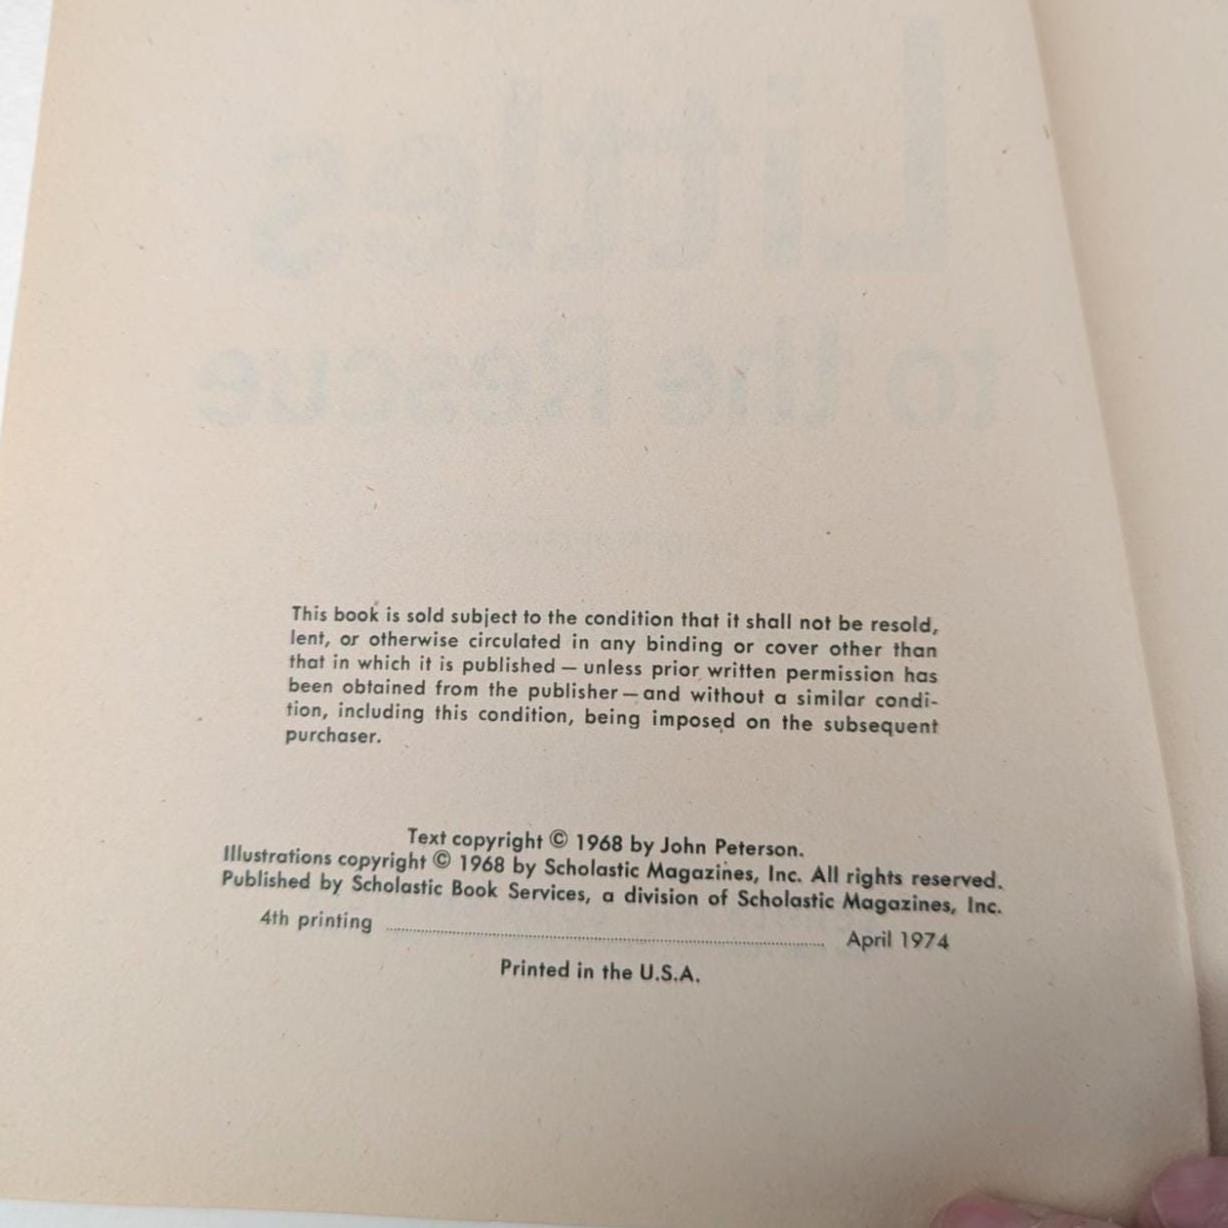 Littles
to the Rescue
This book is sold subject to the condition that it shall not be resold,
lent, or otherwise circulated in any binding or cover other than
that in which it is published — unless prior written permission has
been obtained from the publisher — and without a similar condi-
tion, including this condition, being imposed on the subsequent
purchaser.
Text copyright © 1968 by John Peterson.
Illustrations copyright © 1968 by Scholastic Magazines, Inc. All rights reserved.
Published by Scholastic Book Services, a division of Scholastic Magazines, Inc.
4th printing ........................ April 1974
Printed in the U.S.A.